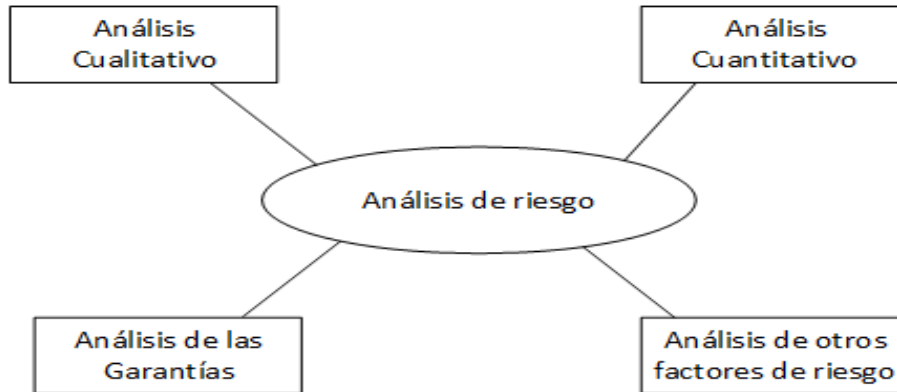 Análisis
Cualitativo
Análisis
Cuantitativo
Análisis de riesgo
Análisis de las
Garantías
Análisis de otros
factores de riesgo